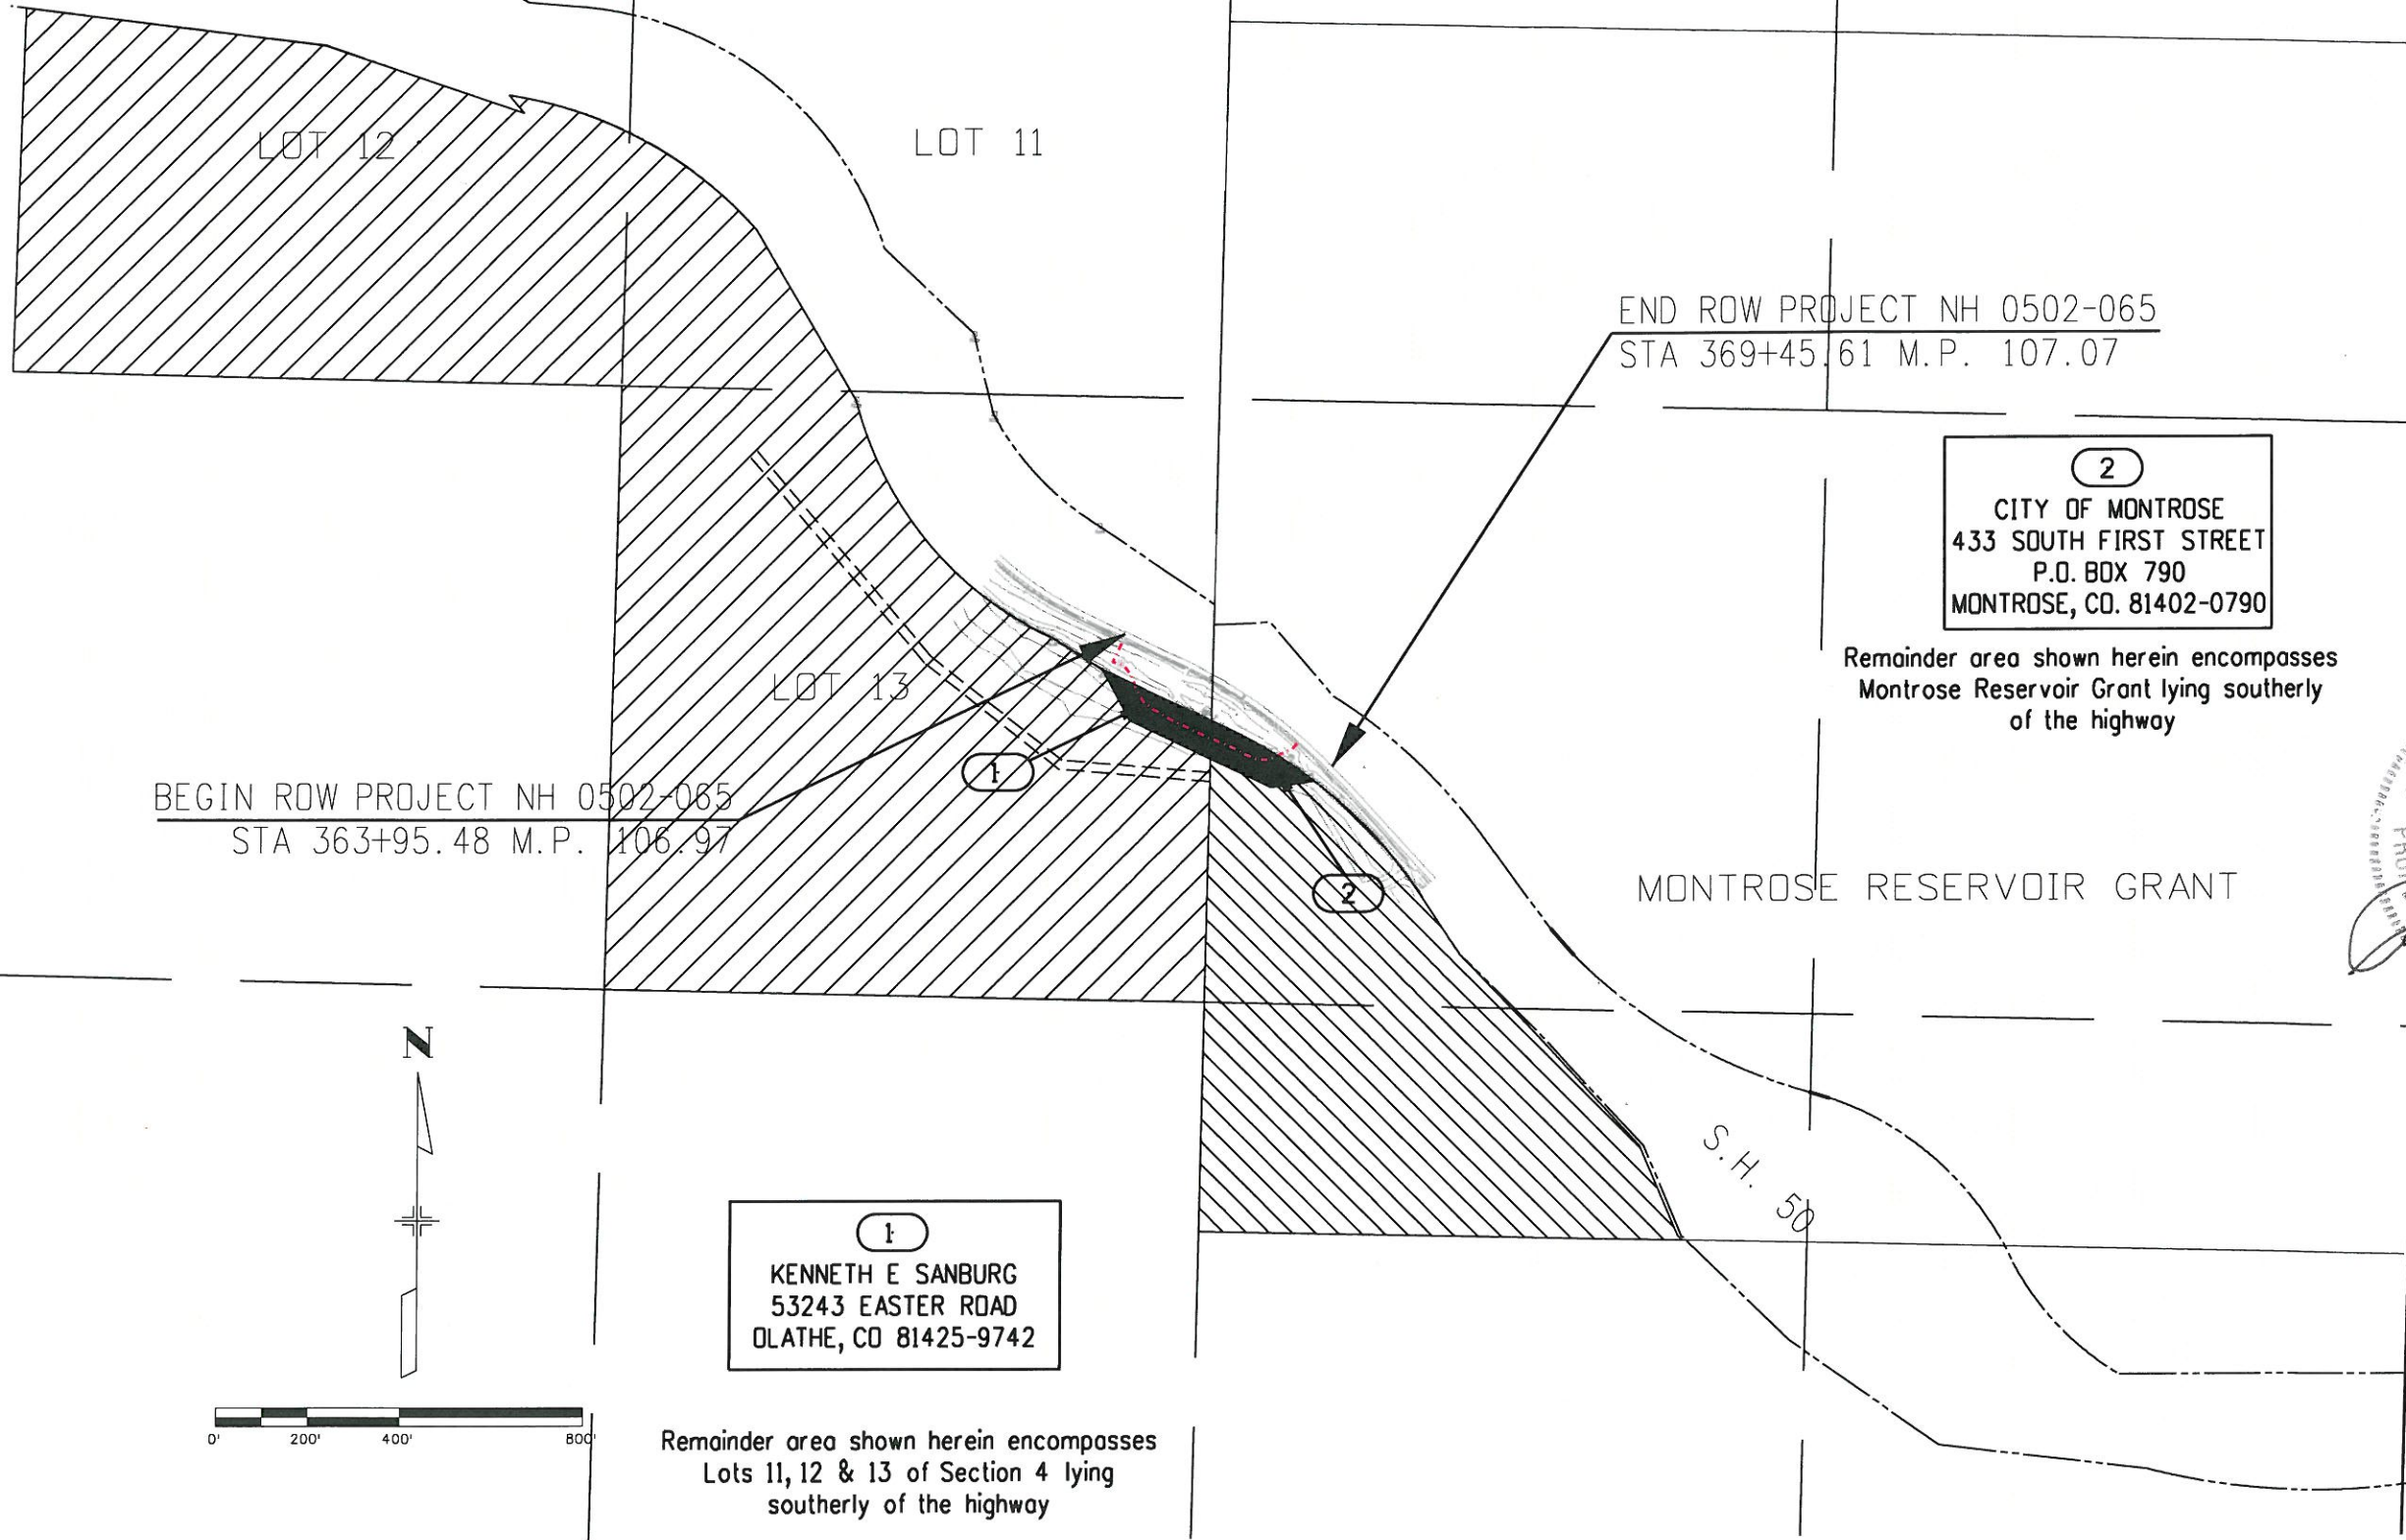 LOT 12
LOT 11
END ROW PROJECT NH 0502-065
STA 369+45.61 M.P. 107.07
2
CITY OF MONTROSE
433 SOUTH FIRST STREET
P.O. BOX 790
MONTROSE, CO. 81402-0790
Remainder area shown herein encompasses
Montrose Reservoir Grant lying southerly
of the highway
LOT 13
1
BEGIN ROW PROJECT NH 0502-065
STA 363+95.48 M.P. 106.97
2
MONTROSE RESERVOIR GRANT
N
S.H. 50
1
KENNETH E SANBURG
53243 EASTER ROAD
OLATHE, CO 81425-9742
0' 200' 400' 800'
Remainder area shown herein encompasses
Lots 11, 12 & 13 of Section 4 lying
southerly of the highway